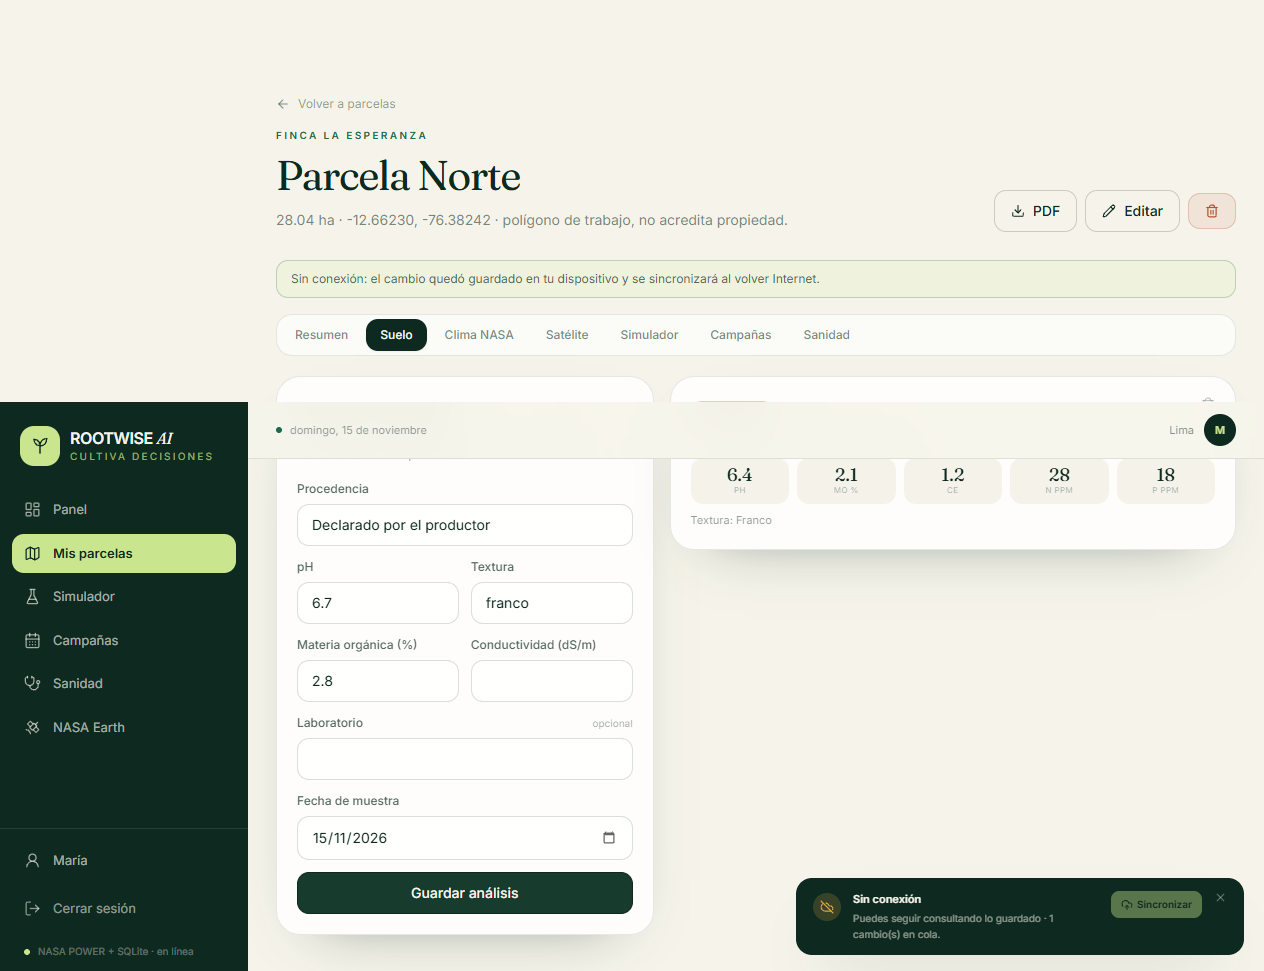 Volver a parcelas
FINCA LA ESPERANZA
Parcela Norte
28.04 ha · -12.66230, -76.38242 · polígono de trabajo, no acredita propiedad.
PDF
Editar
Sin conexión: el cambio quedó guardado en tu dispositivo y se sincronizará al volver Internet.
Resumen
Suelo
Clima NASA
Satélite
Simulador
Campañas
Sanidad
ROOTWISE AI
CULTIVA DECISIONES
Panel
Mis parcelas
Simulador
Campañas
Sanidad
NASA Earth
María
Cerrar sesión
NASA POWER + SQLite · en línea
domingo, 15 de noviembre
Lima
M
Procedencia
Declarado por el productor
pH
Textura
6.7
franco
Materia orgánica (%)
Conductividad (dS/m)
2.8
Laboratorio
opcional
Fecha de muestra
15/11/2026
Guardar análisis
6.4
PH
2.1
MO %
1.2
CE
28
N PPM
18
P PPM
Textura: Franco
Sin conexión
Puedes seguir consultando lo guardado · 1
cambio(s) en cola.
Sincronizar